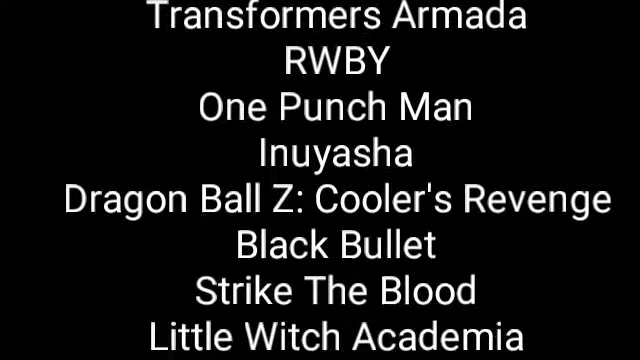 Transformers Armada
RWBY
One Punch Man
Inuyasha
Dragon Ball Z: Cooler's Revenge
Black Bullet
Strike The Blood
Little Witch Academia